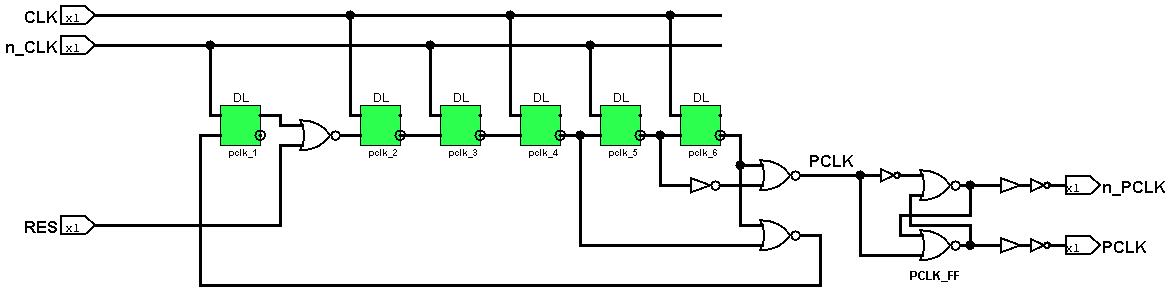 CLK x1
n_CLK x1
DL DL DL DL DL DL
pclk_1 pclk_2 pclk_3 pclk_4 pclk_5 pclk_6
PCLK
x1 n_PCLK
RES x1
x1 PCLK
PCLK_FF